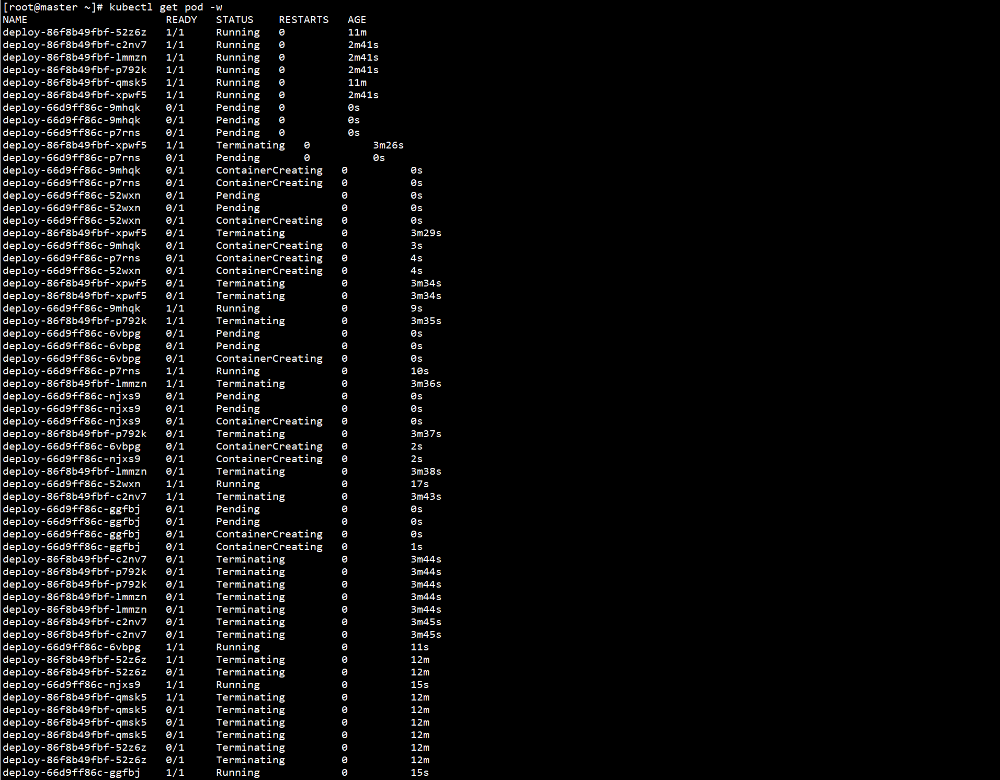 [root@master ~]# kubectl get pod -w
NAME                      READY   STATUS    RESTARTS   AGE
deploy-86f8b49fbf-52z6z   1/1     Running   0          11m
deploy-86f8b49fbf-c2nv7   1/1     Running   0          2m41s
deploy-86f8b49fbf-lmmzn   1/1     Running   0          2m41s
deploy-86f8b49fbf-p792k   1/1     Running   0          2m41s
deploy-86f8b49fbf-qmsk5   1/1     Running   0          11m
deploy-86f8b49fbf-xpwf5   1/1     Running   0          2m41s
deploy-66d9ff86c-9mhqk    0/1     Pending   0          0s
deploy-66d9ff86c-9mhqk    0/1     Pending   0          0s
deploy-66d9ff86c-p7rns    0/1     Pending   0          0s
deploy-86f8b49fbf-xpwf5   1/1     Terminating   0          3m26s
deploy-66d9ff86c-p7rns    0/1     Pending       0          0s
deploy-66d9ff86c-9mhqk    0/1     ContainerCreating   0          0s
deploy-66d9ff86c-p7rns    0/1     ContainerCreating   0          0s
deploy-66d9ff86c-52wxn    0/1     Pending             0          0s
deploy-66d9ff86c-52wxn    0/1     Pending             0          0s
deploy-66d9ff86c-52wxn    0/1     ContainerCreating   0          0s
deploy-86f8b49fbf-xpwf5   0/1     Terminating         0          3m29s
deploy-66d9ff86c-9mhqk    0/1     ContainerCreating   0          3s
deploy-66d9ff86c-p7rns    0/1     ContainerCreating   0          4s
deploy-66d9ff86c-52wxn    0/1     ContainerCreating   0          4s
deploy-86f8b49fbf-xpwf5   0/1     Terminating         0          3m34s
deploy-86f8b49fbf-xpwf5   0/1     Terminating         0          3m34s
deploy-66d9ff86c-9mhqk    1/1     Running             0          9s
deploy-86f8b49fbf-p792k   1/1     Terminating         0          3m35s
deploy-66d9ff86c-6vbpg    0/1     Pending             0          0s
deploy-66d9ff86c-6vbpg    0/1     Pending             0          0s
deploy-66d9ff86c-6vbpg    0/1     ContainerCreating   0          0s
deploy-66d9ff86c-p7rns    1/1     Running             0          10s
deploy-86f8b49fbf-lmmzn   1/1     Terminating         0          3m36s
deploy-66d9ff86c-njxs9    0/1     Pending             0          0s
deploy-66d9ff86c-njxs9    0/1     Pending             0          0s
deploy-66d9ff86c-njxs9    0/1     ContainerCreating   0          0s
deploy-86f8b49fbf-p792k   0/1     Terminating         0          3m37s
deploy-66d9ff86c-6vbpg    0/1     ContainerCreating   0          2s
deploy-66d9ff86c-njxs9    0/1     ContainerCreating   0          2s
deploy-86f8b49fbf-lmmzn   0/1     Terminating         0          3m38s
deploy-66d9ff86c-52wxn    1/1     Running             0          17s
deploy-86f8b49fbf-c2nv7   1/1     Terminating         0          3m43s
deploy-66d9ff86c-ggfbj    0/1     Pending             0          0s
deploy-66d9ff86c-ggfbj    0/1     Pending             0          0s
deploy-66d9ff86c-ggfbj    0/1     ContainerCreating   0          0s
deploy-66d9ff86c-ggfbj    0/1     ContainerCreating   0          1s
deploy-86f8b49fbf-c2nv7   0/1     Terminating         0          3m44s
deploy-86f8b49fbf-p792k   0/1     Terminating         0          3m44s
deploy-86f8b49fbf-p792k   0/1     Terminating         0          3m44s
deploy-86f8b49fbf-lmmzn   0/1     Terminating         0          3m44s
deploy-86f8b49fbf-lmmzn   0/1     Terminating         0          3m44s
deploy-86f8b49fbf-c2nv7   0/1     Terminating         0          3m45s
deploy-86f8b49fbf-c2nv7   0/1     Terminating         0          3m45s
deploy-66d9ff86c-6vbpg    1/1     Running             0          11s
deploy-86f8b49fbf-52z6z   1/1     Terminating         0          12m
deploy-86f8b49fbf-52z6z   0/1     Terminating         0          12m
deploy-66d9ff86c-njxs9    1/1     Running             0          15s
deploy-86f8b49fbf-qmsk5   1/1     Terminating         0          12m
deploy-86f8b49fbf-qmsk5   0/1     Terminating         0          12m
deploy-86f8b49fbf-qmsk5   0/1     Terminating         0          12m
deploy-86f8b49fbf-qmsk5   0/1     Terminating         0          12m
deploy-86f8b49fbf-52z6z   0/1     Terminating         0          12m
deploy-86f8b49fbf-52z6z   0/1     Terminating         0          12m
deploy-66d9ff86c-ggfbj    1/1     Running             0          15s